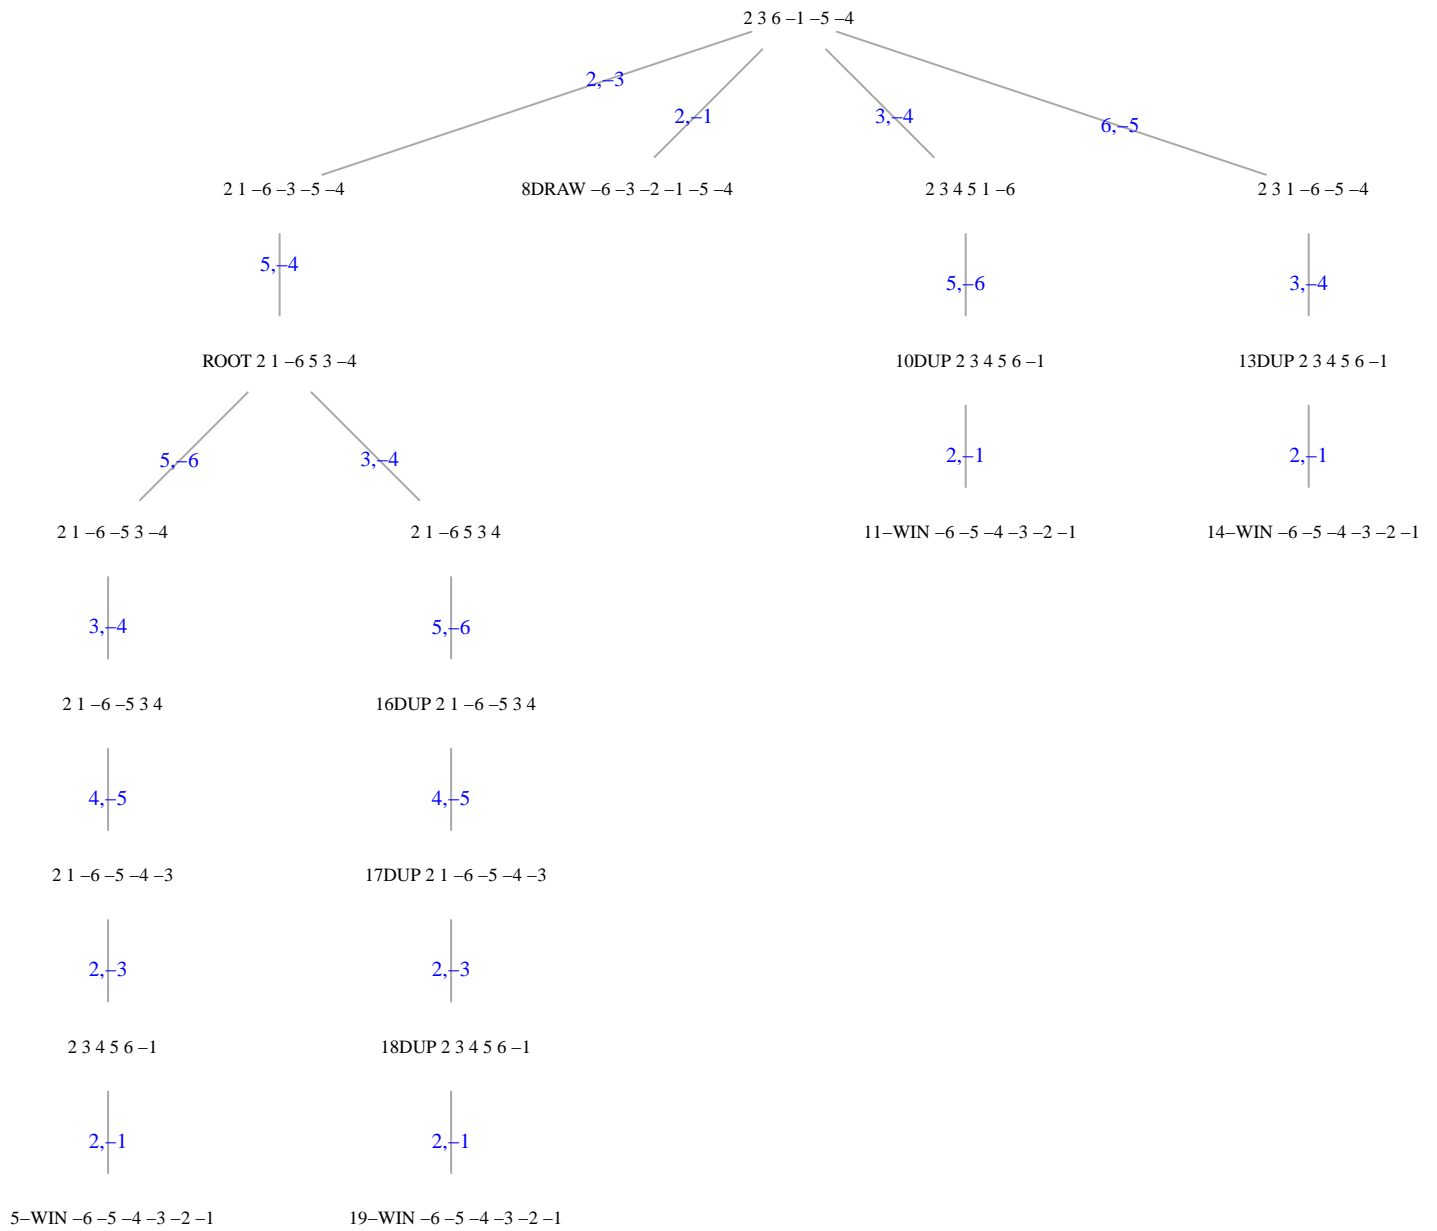 2 3 6 –1 –5 –4
2,–3
2,–1
3,–4
6,–5
2 1 –6 –3 –5 –4
8DRAW –6 –3 –2 –1 –5 –4
2 3 4 5 1 –6
2 3 1 –6 –5 –4
5,–4
5,–6
3,–4
ROOT 2 1 –6 5 3 –4
10DUP 2 3 4 5 6 –1
13DUP 2 3 4 5 6 –1
5,–6
3,–4
2,–1
2,–1
2 1 –6 –5 3 –4
2 1 –6 5 3 4
11–WIN –6 –5 –4 –3 –2 –1
14–WIN –6 –5 –4 –3 –2 –1
3,–4
5,–6
2 1 –6 –5 3 4
16DUP 2 1 –6 –5 3 4
4,–5
4,–5
2 1 –6 –5 –4 –3
17DUP 2 1 –6 –5 –4 –3
2,–3
2,–3
2 3 4 5 6 –1
18DUP 2 3 4 5 6 –1
2,–1
2,–1
5–WIN –6 –5 –4 –3 –2 –1
19–WIN –6 –5 –4 –3 –2 –1